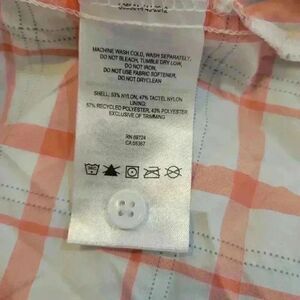 MACHINE WASH COLD, WASH SEPARATELY,
DO NOT BLEACH, TUMBLE DRY LOW,
DO NOT IRON,
DO NOT USE FABRIC SOFTENER,
DO NOT DRYCLEAN
SHELL: 53% NYLON, 47% TACTEL NYLON
LINING:
57% RECYCLED POLYESTER, 43% POLYESTER
EXCLUSIVE OF TRIMMING
RN 69724
CA 05367